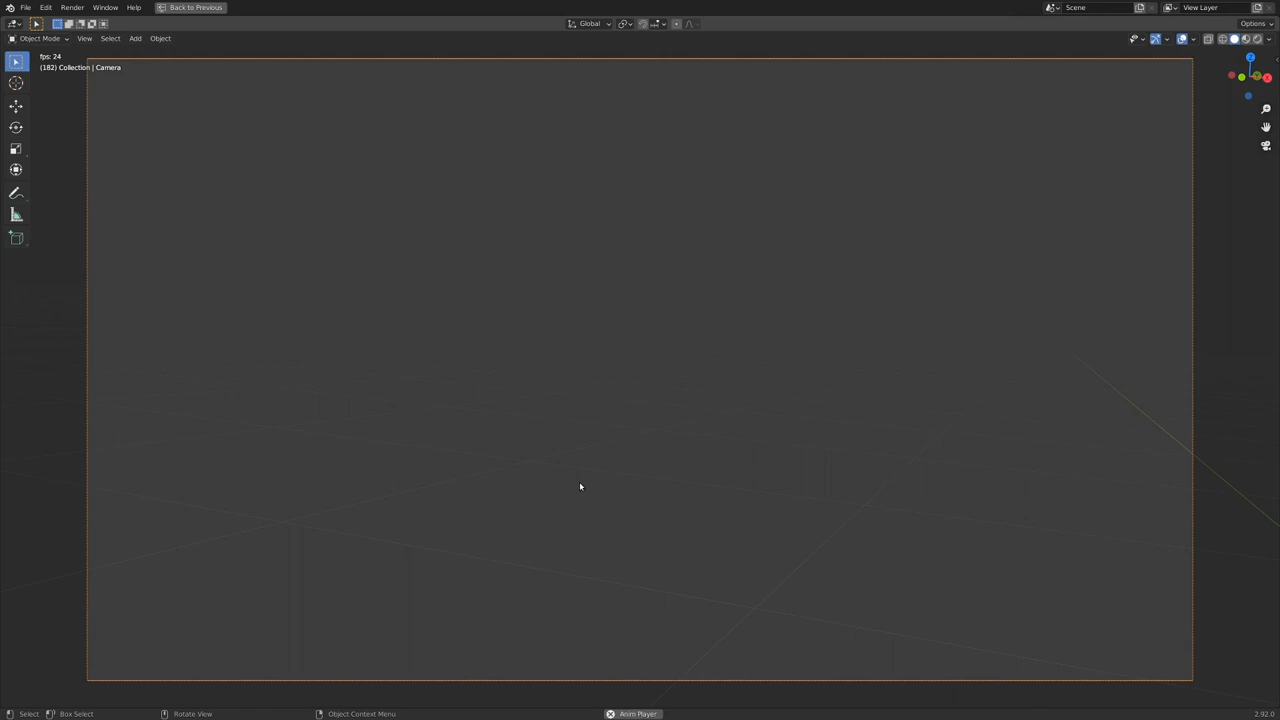 File Edit Render Window Help Back to Previous Scene View Layer
Global Options
Object Mode View Select Add Object
fps: 24
(182) Collection | Camera
Z
Y
X
Select Box Select Rotate View Object Context Menu Anim Player 2.92.0